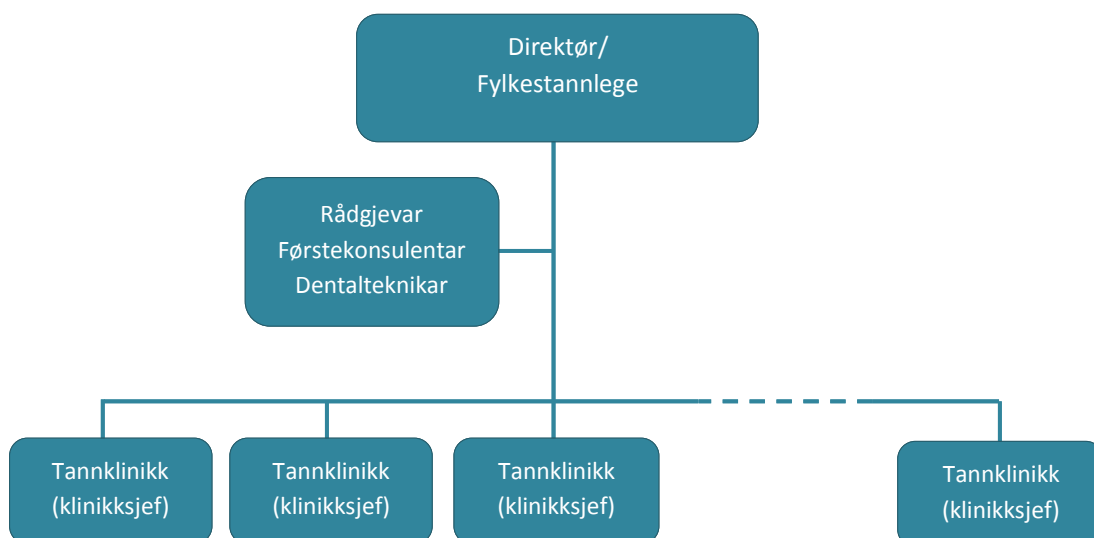 Direktør/
Fylkestannlege
Rådgjevar
Førstekonsulentar
Dentalteknikar
Tannklinikk
(klinikksjef)
Tannklinikk
(klinikksjef)
Tannklinikk
(klinikksjef)
Tannklinikk
(klinikksjef)